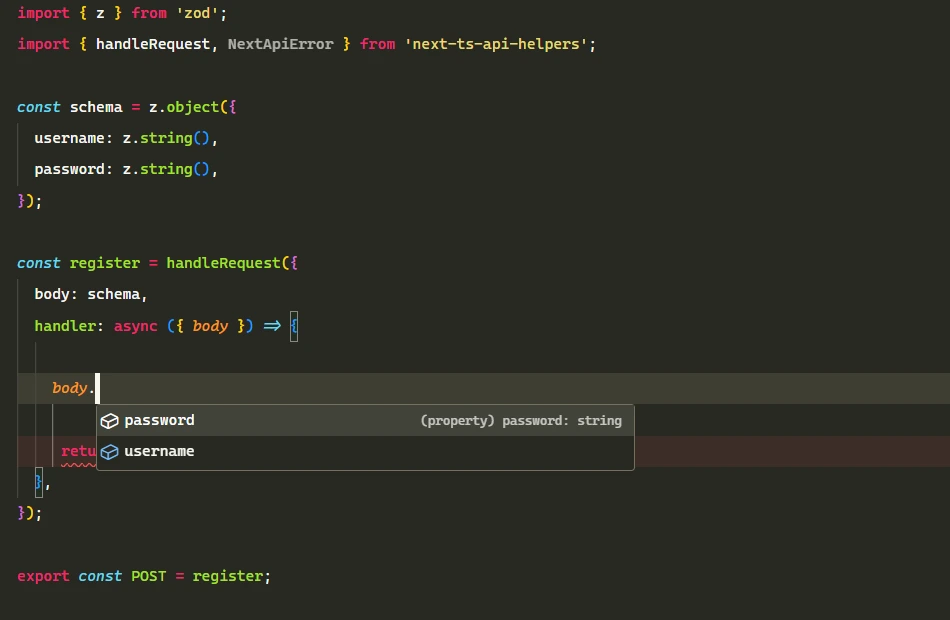 import { z } from 'zod';
import { handleRequest, NextApiError } from 'next-ts-api-helpers';
const schema = z.object({
username: z.string(),
password: z.string(),
});
const register = handleRequest({
body: schema,
handler: async ({ body }) => {
body.
password (property) password: string
retu
username
},
});
export const POST = register;